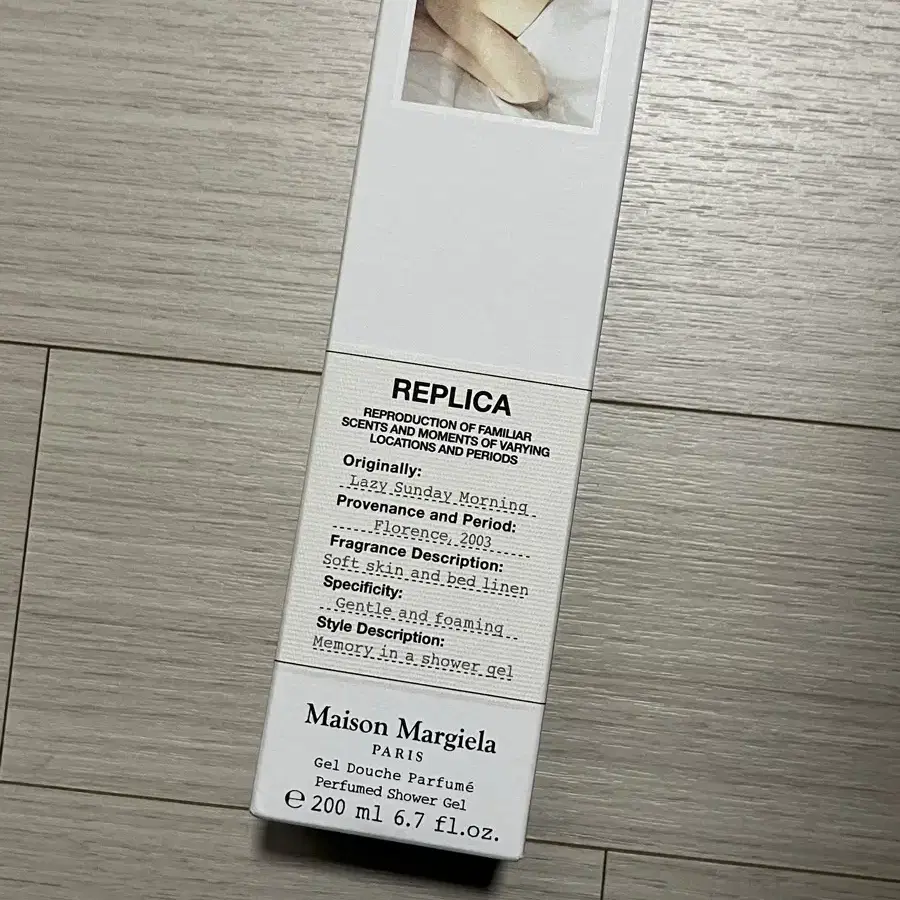 REPLICA
REPRODUCTION OF FAMILIAR
SCENTS AND MOMENTS OF VARYING
LOCATIONS AND PERIODS
Originally:
Lazy Sunday Morning
Provenance and Period:
Florence, 2003
Fragrance Description:
Soft skin and bed linen
Specificity:
Gentle and foaming
Style Description:
Memory in a shower gel
Maison Margiela
PARIS
Gel Douche Parfumé
Perfumed Shower Gel
℮ 200 ml 6.7 fl.oz.